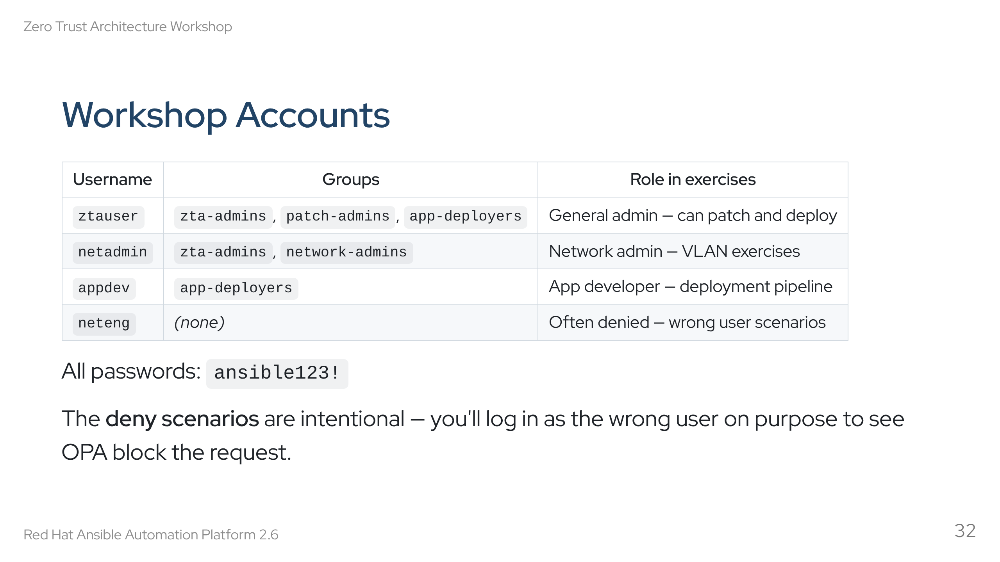 Zero Trust Architecture Workshop
Workshop Accounts
Username Groups Role in exercises
ztauser zta-admins, patch-admins, app-deployers General admin — can patch and deploy
netadmin zta-admins, network-admins Network admin — VLAN exercises
appdev app-deployers App developer — deployment pipeline
neteng (none) Often denied — wrong user scenarios
All passwords: ansible123!
The deny scenarios are intentional — you'll log in as the wrong user on purpose to see
OPA block the request.
Red Hat Ansible Automation Platform 2.6
32